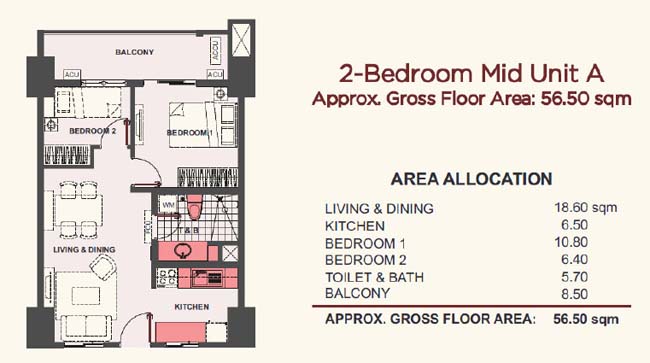 BALCONY
ACCU
ACU
ACU
BEDROOM 2
BEDROOM 1
WM
T & B
LIVING & DINING
KITCHEN
2-Bedroom Mid Unit A
Approx. Gross Floor Area: 56.50 sqm
AREA ALLOCATION
LIVING & DINING 18.60 sqm
KITCHEN 6.50
BEDROOM 1 10.80
BEDROOM 2 6.40
TOILET & BATH 5.70
BALCONY 8.50
APPROX. GROSS FLOOR AREA: 56.50 sqm